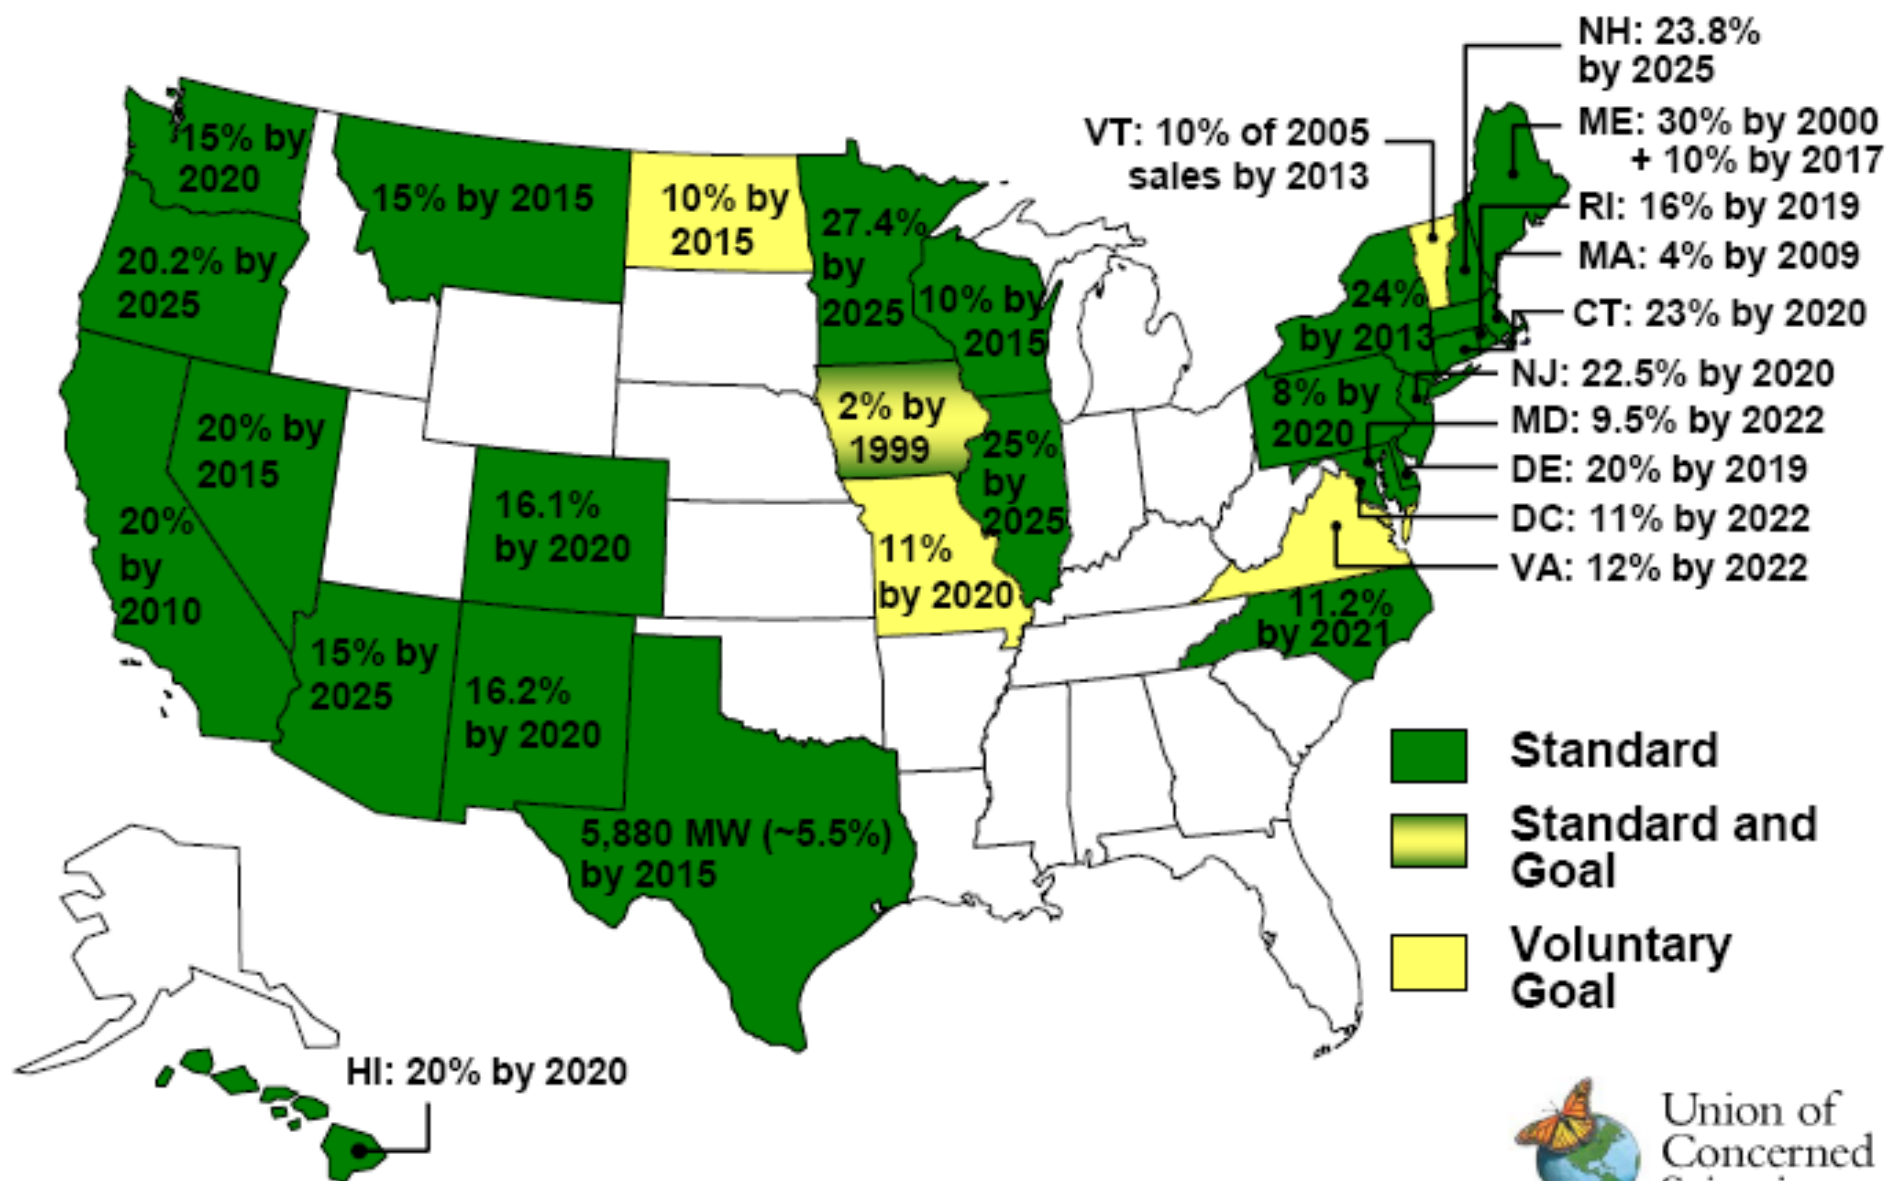 NH: 23.8%
by 2025
VT: 10% of 2005
sales by 2013
ME: 30% by 2000
+ 10% by 2017
RI: 16% by 2019
MA: 4% by 2009
CT: 23% by 2020
NJ: 22.5% by 2020
MD: 9.5% by 2022
DE: 20% by 2019
DC: 11% by 2022
VA: 12% by 2022
15% by
2020
15% by 2015
10% by
2015
27.4%
by
2025
20.2% by
2025
10% by
2015
24%
by 2013
2% by
1999
8% by
2020
20% by
2015
25%
by
2025
20%
by
2010
16.1%
by 2020
11%
by 2020
11.2%
by 2021
15% by
2025
16.2%
by 2020
5,880 MW (~5.5%)
by 2015
HI: 20% by 2020
Standard
Standard and
Goal
Voluntary
Goal
Union of
Concerned